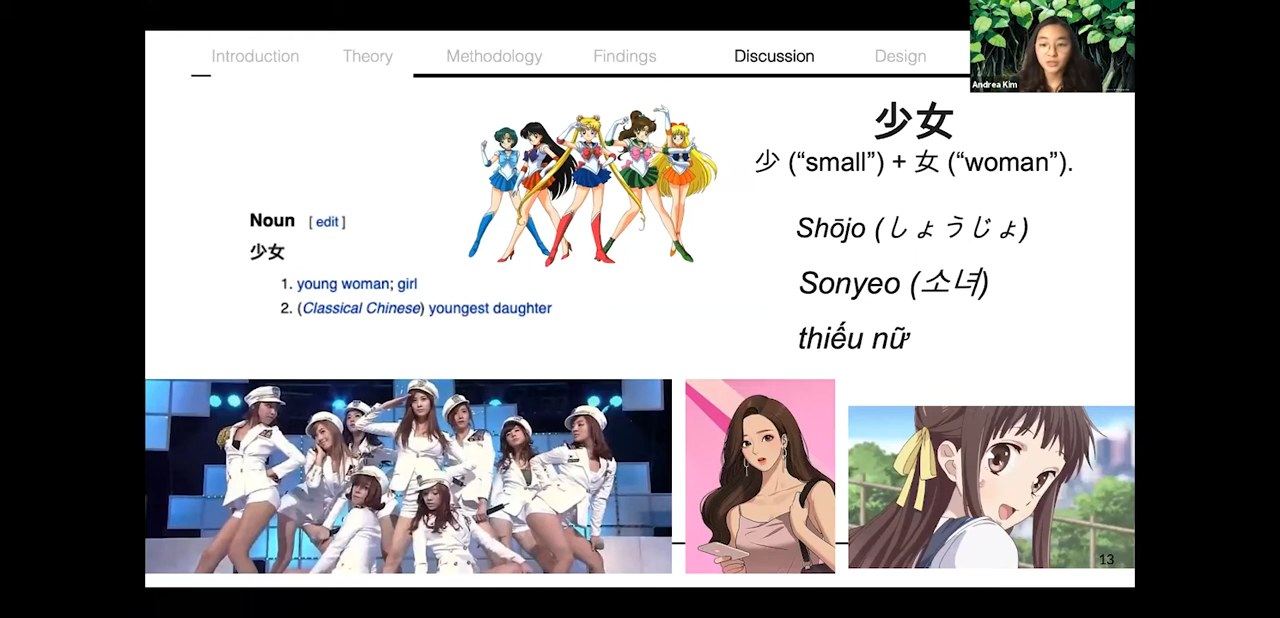 Introduction Theory Methodology Findings Discussion Design
Andrea Kim
少女
少 (“small”) + 女 (“woman”).
Noun [ edit ]
少女
1. young woman; girl
2. (Classical Chinese) youngest daughter
Shōjo (しょうじょ)
Sonyeo (소녀)
thiếu nữ
13